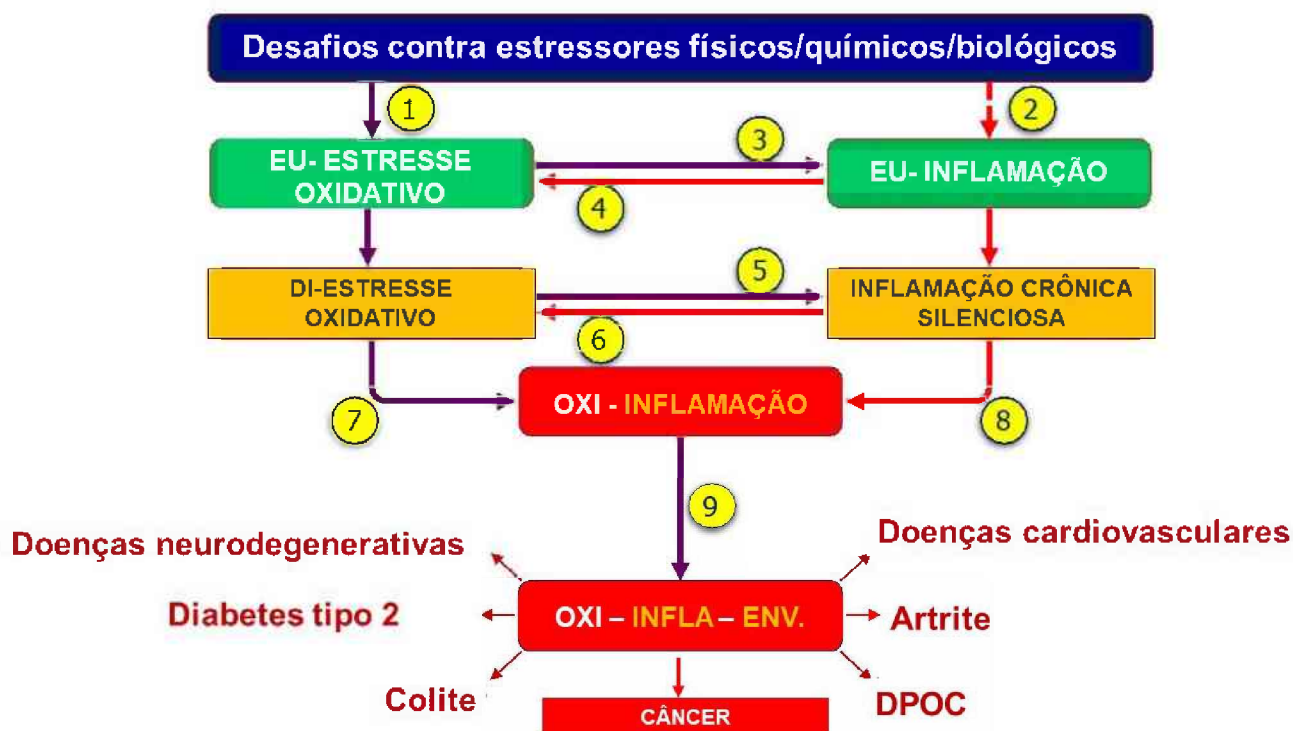 Desafios contra estressores físicos/químicos/biológicos
1
2
EU- ESTRESSE
OXIDATIVO
3
EU- INFLAMAÇÃO
4
DI-ESTRESSE
OXIDATIVO
5
INFLAMAÇÃO CRÔNICA
SILENCIOSA
6
OXI - INFLAMAÇÃO
7
8
9
Doenças neurodegenerativas
Doenças cardiovasculares
Diabetes tipo 2
OXI – INFLA – ENV.
Artrite
Colite
DPOC
CÂNCER